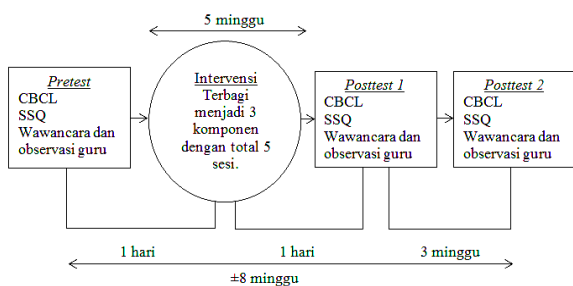 5 minggu
Pretest
CBCL
SSQ
Wawancara dan
observasi guru
Intervensi
Terbagi
menjadi 3
komponen
dengan total 5
sesi.
Posttest 1
CBCL
SSQ
Wawancara dan
observasi guru
Posttest 2
CBCL
SSQ
Wawancara dan
observasi guru
1 hari
1 hari
3 minggu
±8 minggu